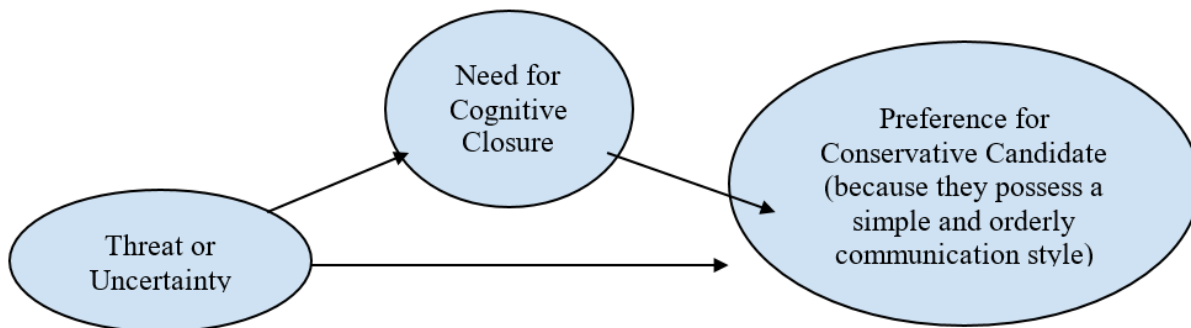 Need for
Cognitive
Closure
Preference for
Conservative Candidate
(because they possess a
simple and orderly
communication style)
Threat or
Uncertainty